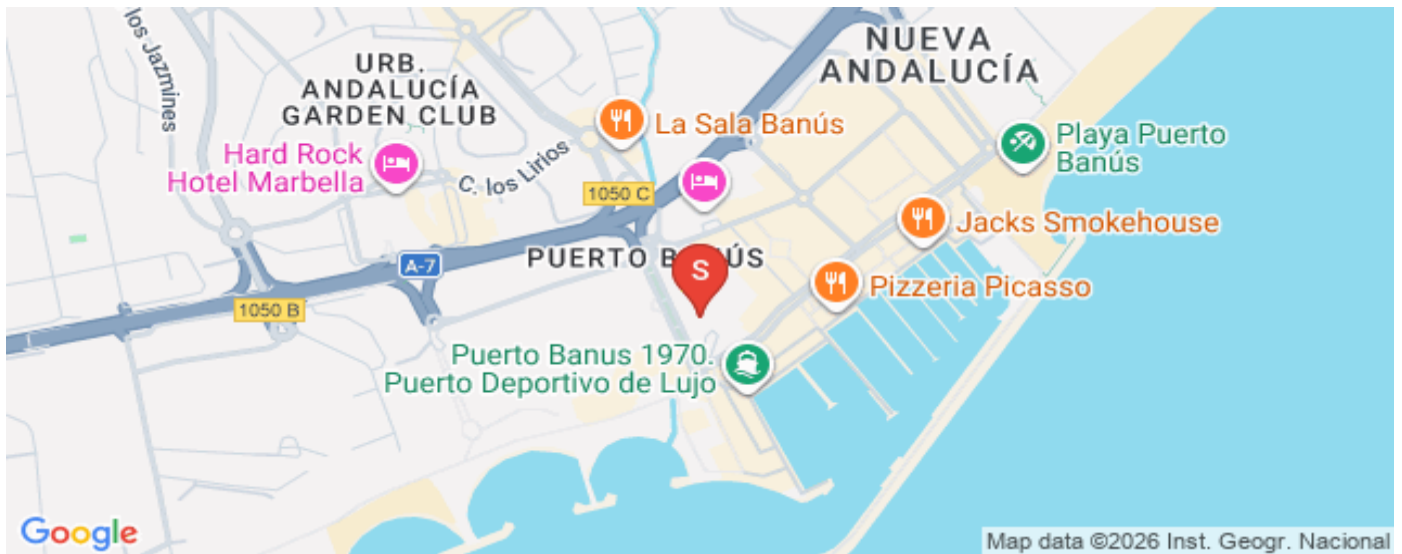 los Jazmines
URB.
ANDALUCÍA
GARDEN CLUB
NUEVA
ANDALUCÍA
La Sala Banús
Playa Puerto
Banús
Hard Rock
Hotel Marbella
C. los Lirios
1050 C
Jacks Smokehouse
PUERTO B
ÚS
S
A-7
Pizzeria Picasso
1050 B
Puerto Banus 1970.
Puerto Deportivo de Lujo
Google
Map data ©2026 Inst. Geogr. Nacional